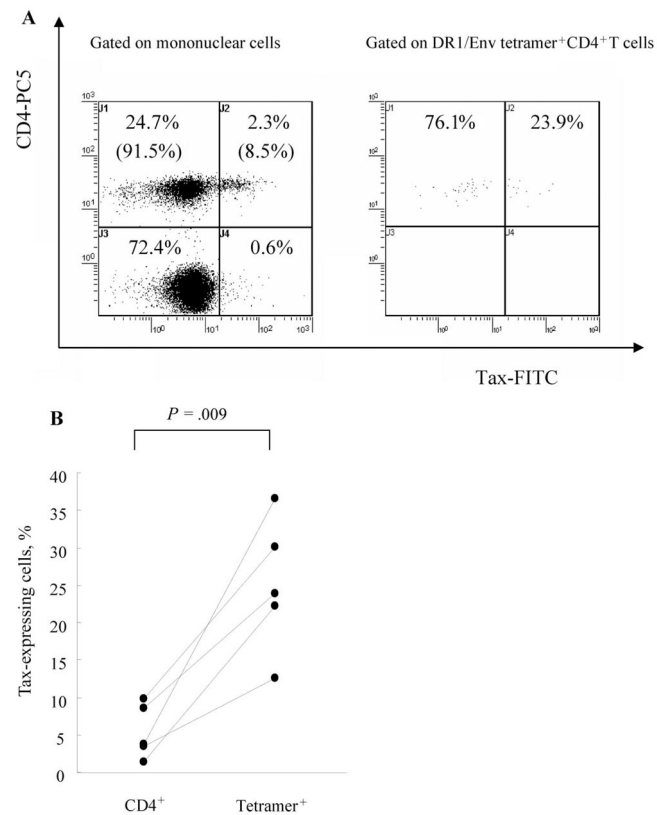 A
Gated on mononuclear cells
Gated on DR1/Env tetramer⁺CD4⁺T cells
CD4-PC5
10³
10²
10¹
10⁰
J1
24.7%
(91.5%)
J2
2.3%
(8.5%)
J3
72.4%
J4
0.6%
10⁰
10¹
10²
10³
10³
10²
10¹
10⁰
J1
76.1%
J2
23.9%
J3
J4
10⁰
10¹
10²
10³
Tax-FITC
B
P = .009
Tax-expressing cells, %
40
35
30
25
20
15
10
5
0
CD4⁺
Tetramer⁺